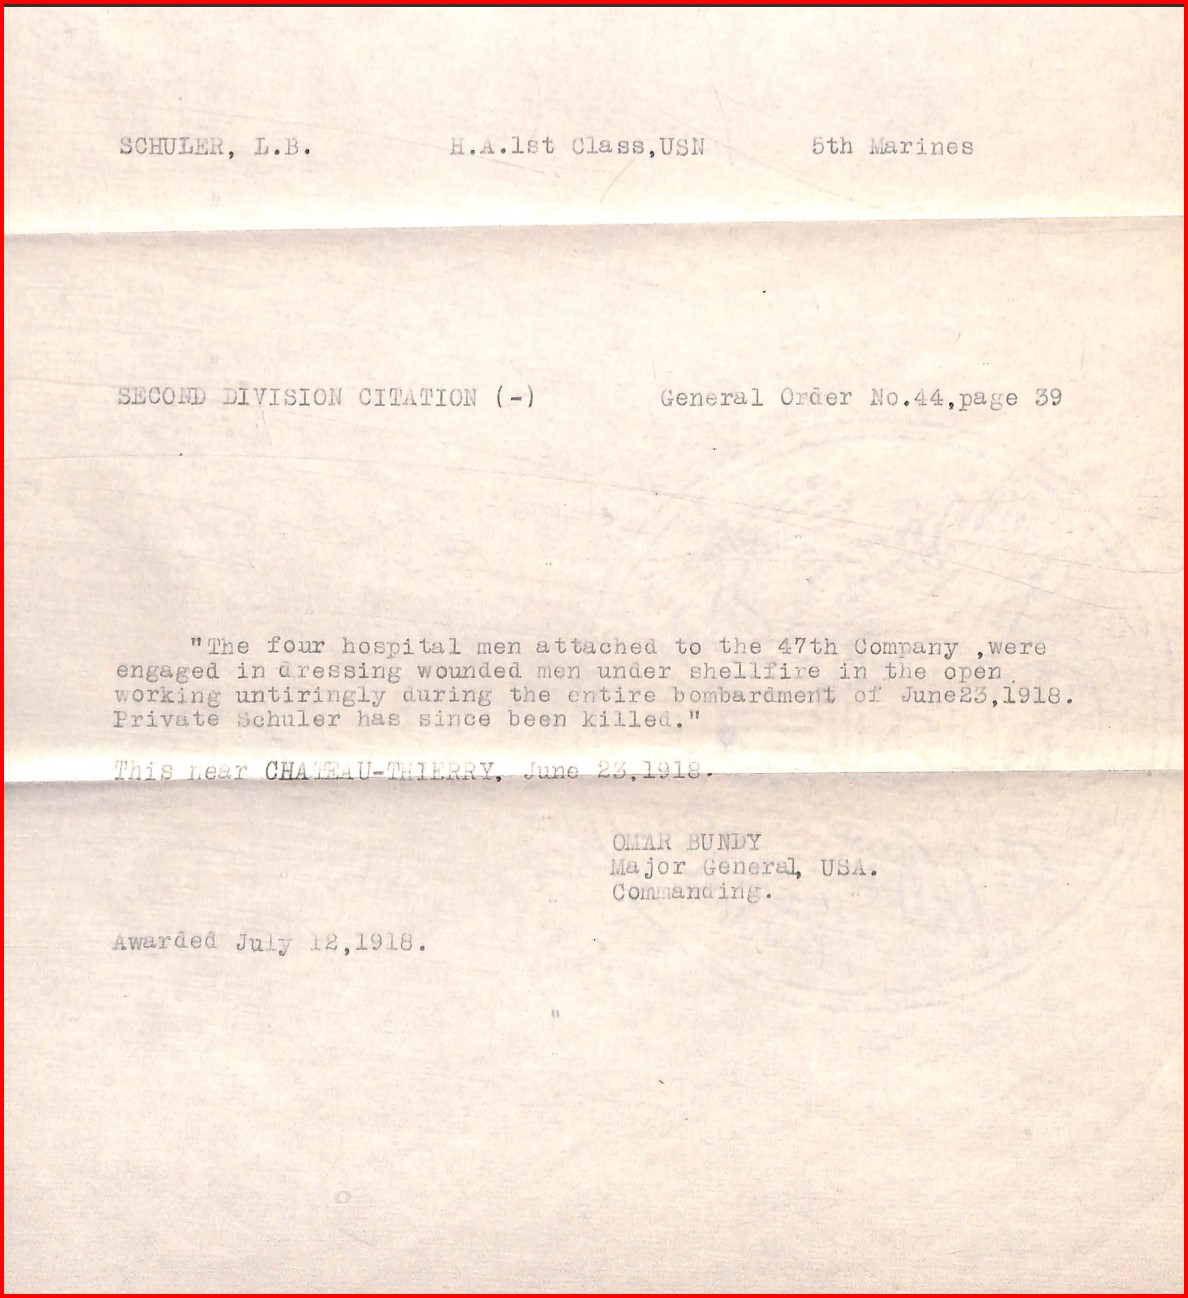 SCHULER, L.B. H.A.1st Class,USN 5th Marines
SECOND DIVISION CITATION (-) General Order No.44,page 39
"The four hospital men attached to the 47th Company ,were
engaged in dressing wounded men under shellfire in the open,
working untiringly during the entire bombardment of June23,1918.
Private Schuler has since been killed."
This near CHATEAU-THIERRY, June 23,1918.
OMAR BUNDY
Major General, USA.
Commanding.
Awarded July 12,1918.